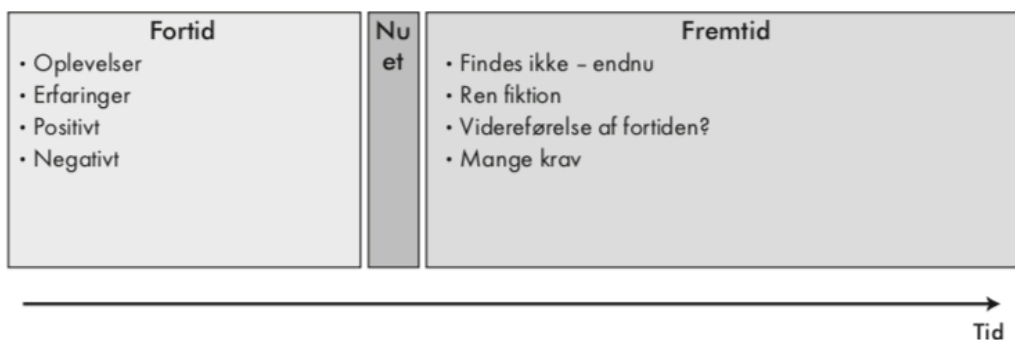 Fortid
• Oplevelser
• Erfaringer
• Positivt
• Negativt
Nu
et
Fremtid
• Findes ikke – endnu
• Ren fiktion
• Videreførelse af fortiden?
• Mange krav
Tid